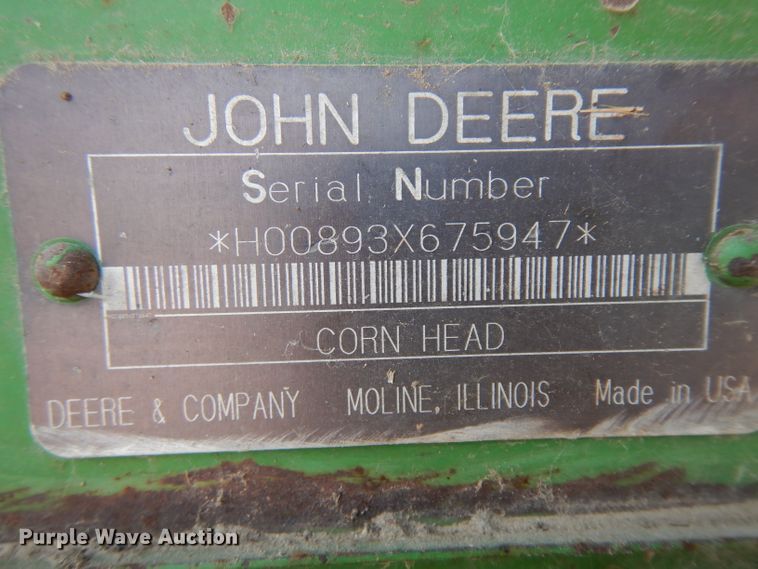 JOHN DEERE
Serial Number
*H00893X675947*
CORN HEAD
DEERE & COMPANY MOLINE, ILLINOIS Made in USA
Purple Wave Auction